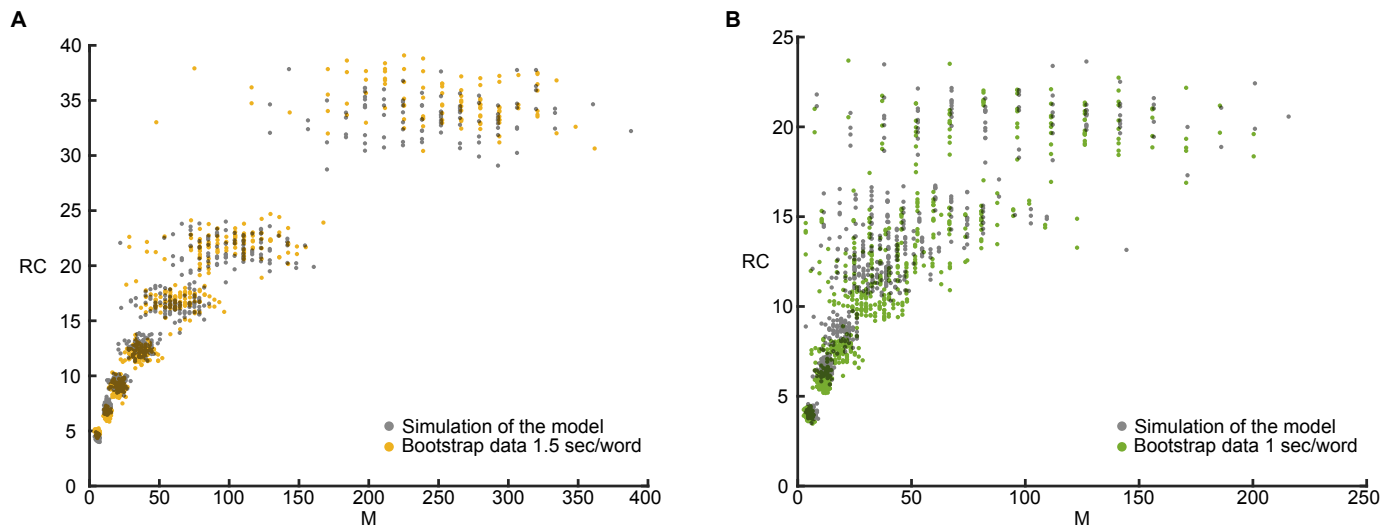 A
40
35
30
25
RC
20
15
10
5
0
0 50 100 150 200 250 300 350 400
M
Simulation of the model
Bootstrap data 1.5 sec/word
B
25
20
15
RC
10
5
0
0 50 100 150 200 250
M
Simulation of the model
Bootstrap data 1 sec/word